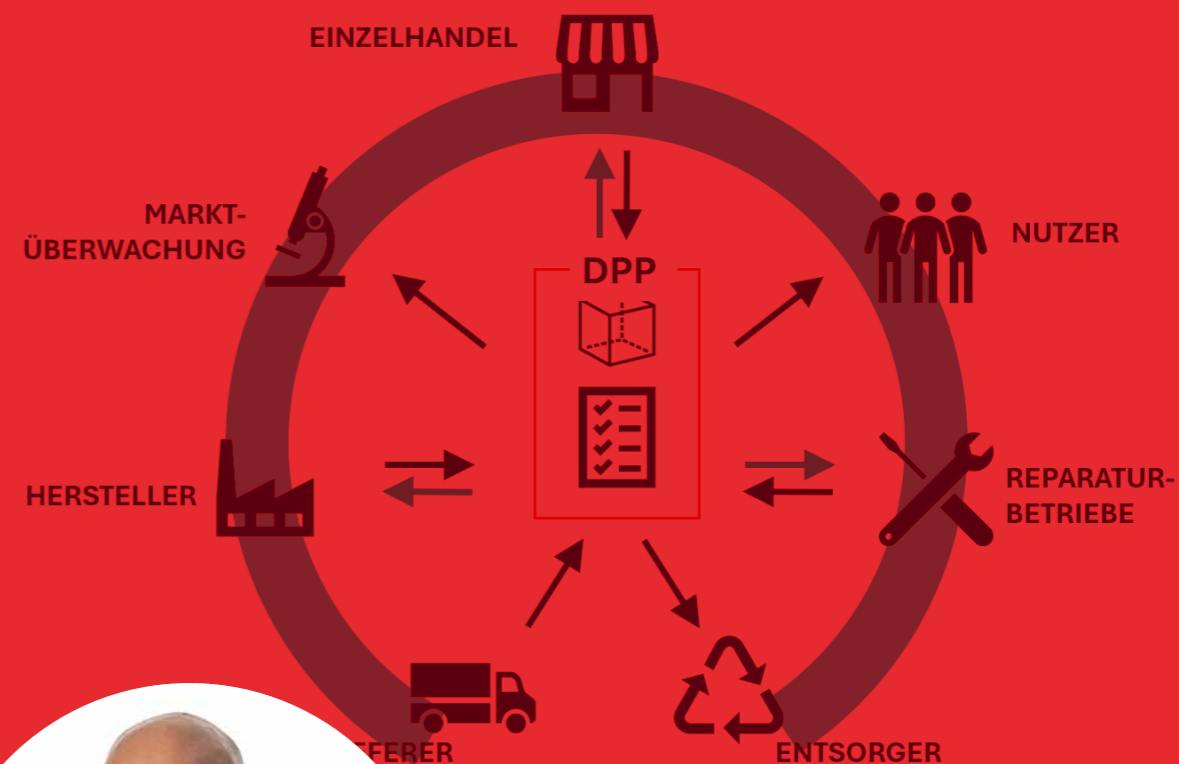 EINZELHANDEL
MARKT-
ÜBERWACHUNG
DPP
NUTZER
HERSTELLER
REPARATUR-
BETRIEBE
ENTSORGER